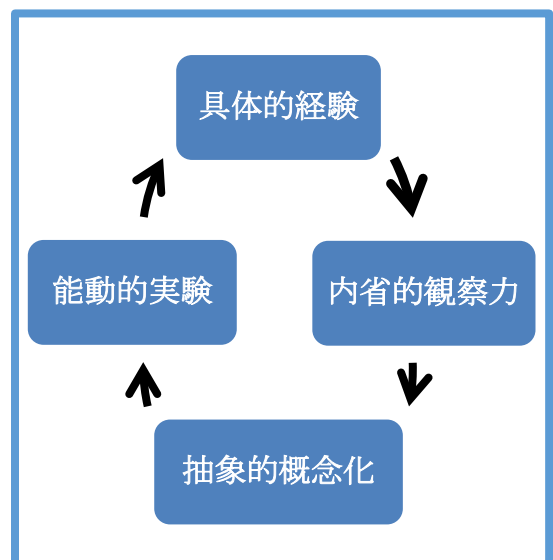 具体的経験
能動的実験
内省的観察力
抽象的概念化